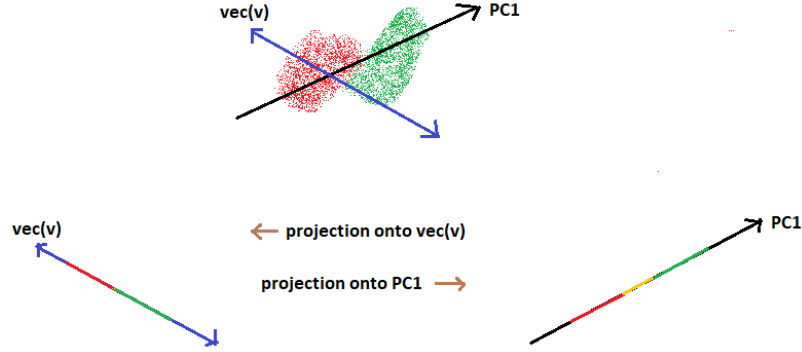 vec(v)
PC1
vec(v)
projection onto vec(v)
PC1
projection onto PC1